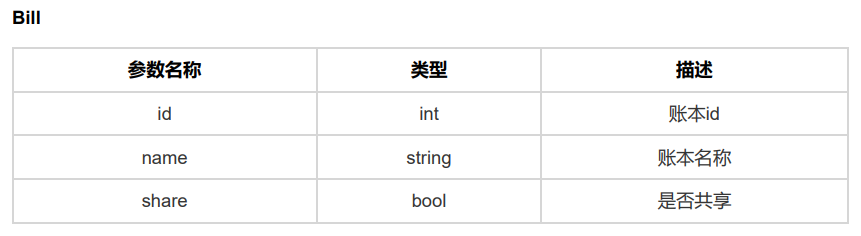 Bill
参数名称 类型 描述
id int 账本id
name string 账本名称
share bool 是否共享